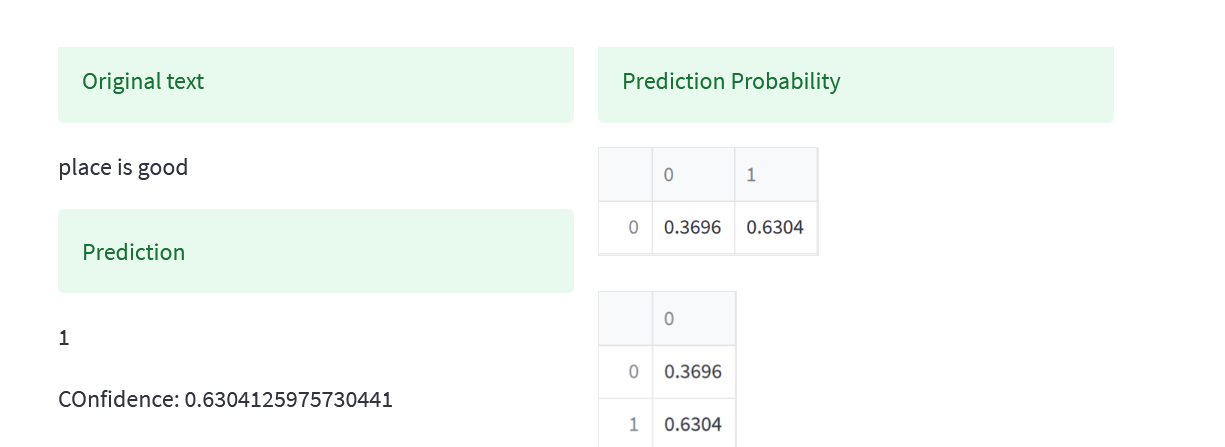 Original text
place is good
Prediction
1
COnfidence: 0.6304125975730441
Prediction Probability
0 1
0 0.3696 0.6304
0
0 0.3696
1 0.6304